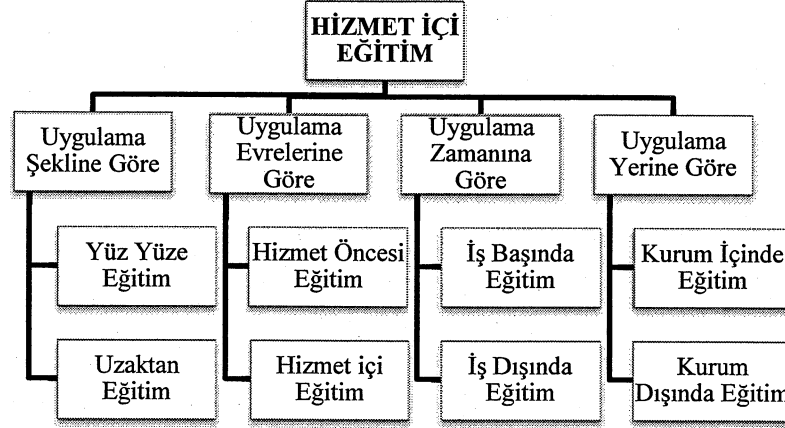 HİZMET İÇİ
EĞİTİM
Uygulama
Şekline Göre
Uygulama
Evrelerine
Göre
Uygulama
Zamanına
Göre
Uygulama
Yerine Göre
Yüz Yüze
Eğitim
Hizmet Öncesi
Eğitim
İş Başında
Eğitim
Kurum İçinde
Eğitim
Uzaktan
Eğitim
Hizmet içi
Eğitim
İş Dışında
Eğitim
Kurum
Dışında Eğitim